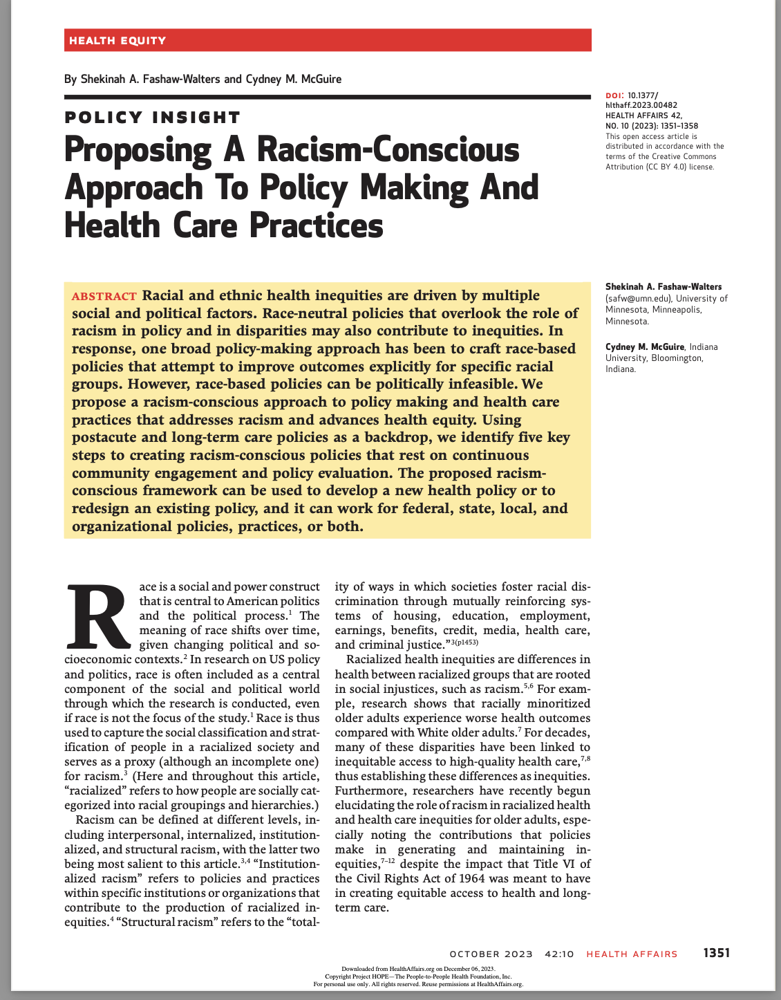 HEALTH EQUITY
By Shekinah A. Fashaw-Walters and Cydney M. McGuire
POLICY INSIGHT
Proposing A Racism-Conscious
Approach To Policy Making And
Health Care Practices
DOI: 10.1377/
hlthaff.2023.00482
HEALTH AFFAIRS 42,
NO. 10 (2023): 1351–1358
This open access article is
distributed in accordance with the
terms of the Creative Commons
Attribution (CC BY 4.0) license.
ABSTRACT Racial and ethnic health inequities are driven by multiple
social and political factors. Race-neutral policies that overlook the role of
racism in policy and in disparities may also contribute to inequities. In
response, one broad policy-making approach has been to craft race-based
policies that attempt to improve outcomes explicitly for specific racial
groups. However, race-based policies can be politically infeasible. We
propose a racism-conscious approach to policy making and health care
practices that addresses racism and advances health equity. Using
postacute and long-term care policies as a backdrop, we identify five key
steps to creating racism-conscious policies that rest on continuous
community engagement and policy evaluation. The proposed racism-
conscious framework can be used to develop a new health policy or to
redesign an existing policy, and it can work for federal, state, local, and
organizational policies, practices, or both.
Shekinah A. Fashaw-Walters
(safw@umn.edu), University of
Minnesota, Minneapolis,
Minnesota.
Cydney M. McGuire, Indiana
University, Bloomington,
Indiana.
Race is a social and power construct
that is central to American politics
and the political process.1 The
meaning of race shifts over time,
given changing political and so-
cioeconomic contexts.2 In research on US policy
and politics, race is often included as a central
component of the social and political world
through which the research is conducted, even
if race is not the focus of the study.1 Race is thus
used to capture the social classification and strat-
ification of people in a racialized society and
serves as a proxy (although an incomplete one)
for racism.3 (Here and throughout this article,
“racialized” refers to how people are socially cat-
egorized into racial groupings and hierarchies.)
Racism can be defined at different levels, in-
cluding interpersonal, internalized, institution-
alized, and structural racism, with the latter two
being most salient to this article.3,4 “Institution-
alized racism” refers to policies and practices
within specific institutions or organizations that
contribute to the production of racialized in-
equities.4 “Structural racism” refers to the “total-
ity of ways in which societies foster racial dis-
crimination through mutually reinforcing sys-
tems of housing, education, employment,
earnings, benefits, credit, media, health care,
and criminal justice.”3(p1453)
Racialized health inequities are differences in
health between racialized groups that are rooted
in social injustices, such as racism.5,6 For exam-
ple, research shows that racially minoritized
older adults experience worse health outcomes
compared with White older adults.7 For decades,
many of these disparities have been linked to
inequitable access to high-quality health care,7,8
thus establishing these differences as inequities.
Furthermore, researchers have recently begun
elucidating the role of racism in racialized health
and health care inequities for older adults, espe-
cially noting the contributions that policies
make in generating and maintaining in-
equities,7–12 despite the impact that Title VI of
the Civil Rights Act of 1964 was meant to have
in creating equitable access to health and long-
term care.
OCTOBER 2023 42:10 HEALTH AFFAIRS 1351
Downloaded from HealthAffairs.org on December 06, 2023.
Copyright Project HOPE—The People-to-People Health Foundation, Inc.
For personal use only. All rights reserved. Reuse permissions at HealthAffairs.org.